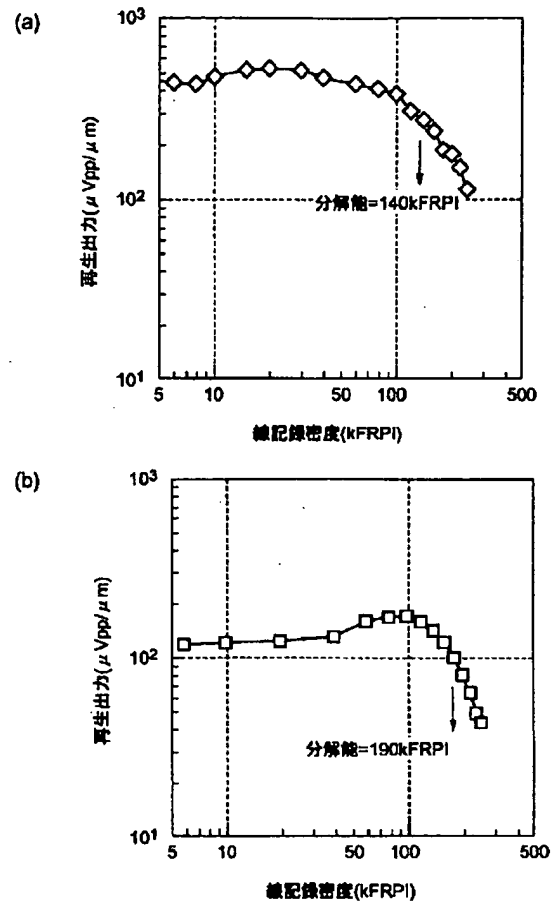 (a)
10³
10²
10¹
再生出力(μVpp/μm)
分解能=140kFRPI
5 10 100 500
線記録密度(kFRPI)
(b)
10³
10²
10¹
再生出力(μVpp/μm)
分解能=190kFRPI
5 10 100 500
線記録密度(kFRPI)